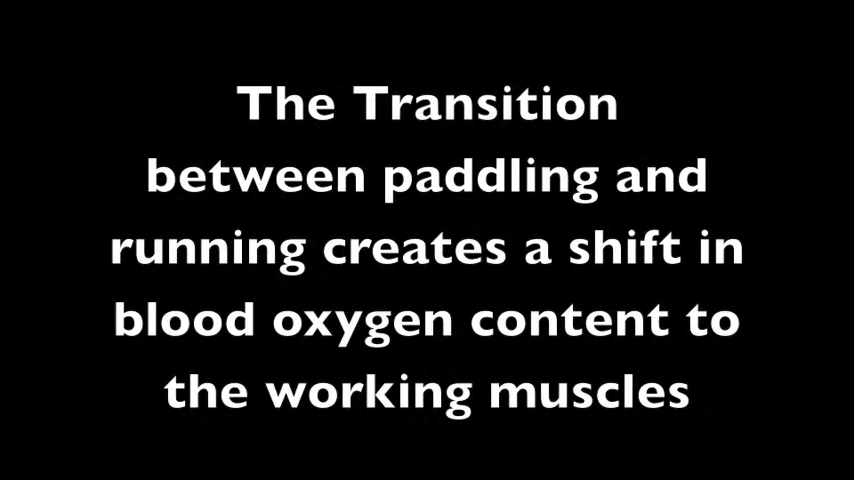 The Transition
between paddling and
running creates a shift in
blood oxygen content to
the working muscles